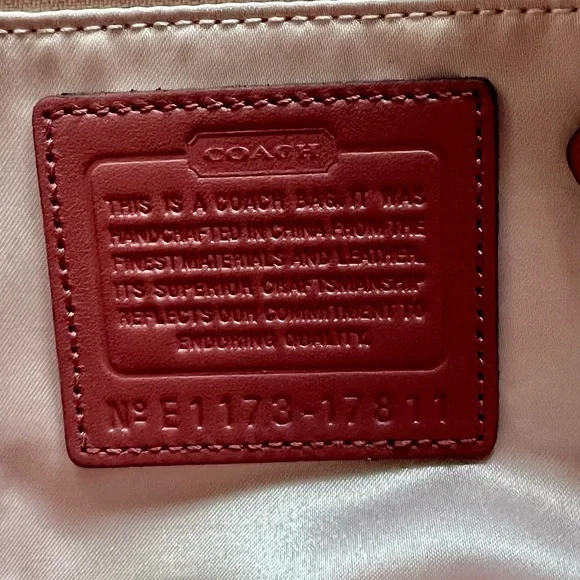 COACH
THIS IS A COACH BAG. IT WAS
HANDCRAFTED IN CHINA FROM THE
FINEST MATERIALS AND LEATHER.
ITS SUPERIOR CRAFTSMANSHIP
REFLECTS OUR COMMITMENT TO
ENDURING QUALITY.
Nº E1173-17811